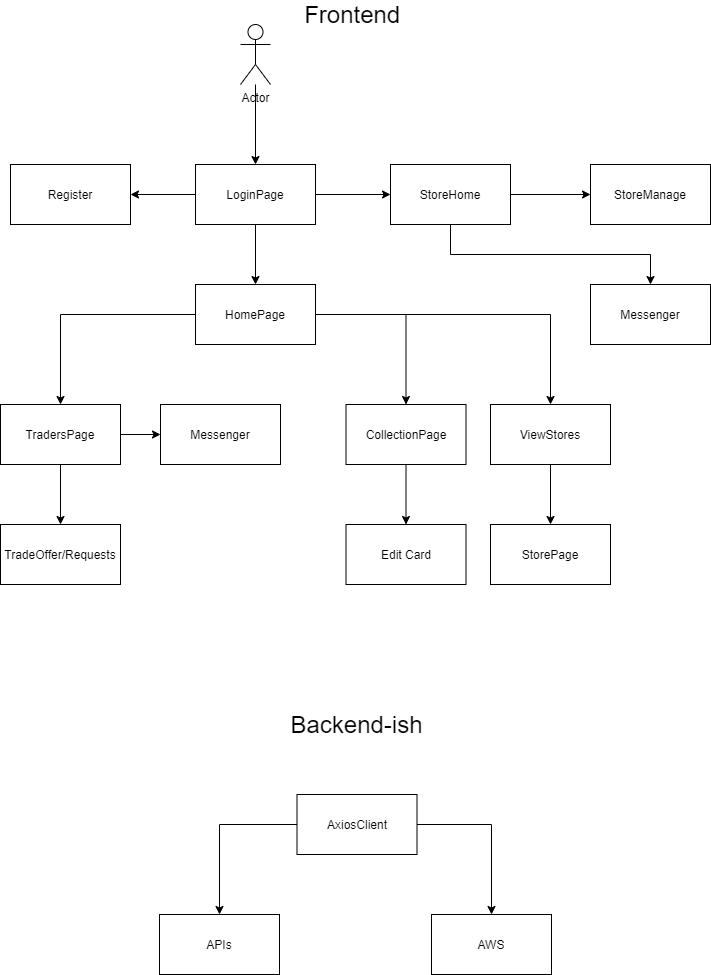 Frontend
Actor
Register
LoginPage
StoreHome
StoreManage
HomePage
Messenger
TradersPage
Messenger
CollectionPage
ViewStores
TradeOffer/Requests
Edit Card
StorePage
Backend-ish
AxiosClient
APIs
AWS